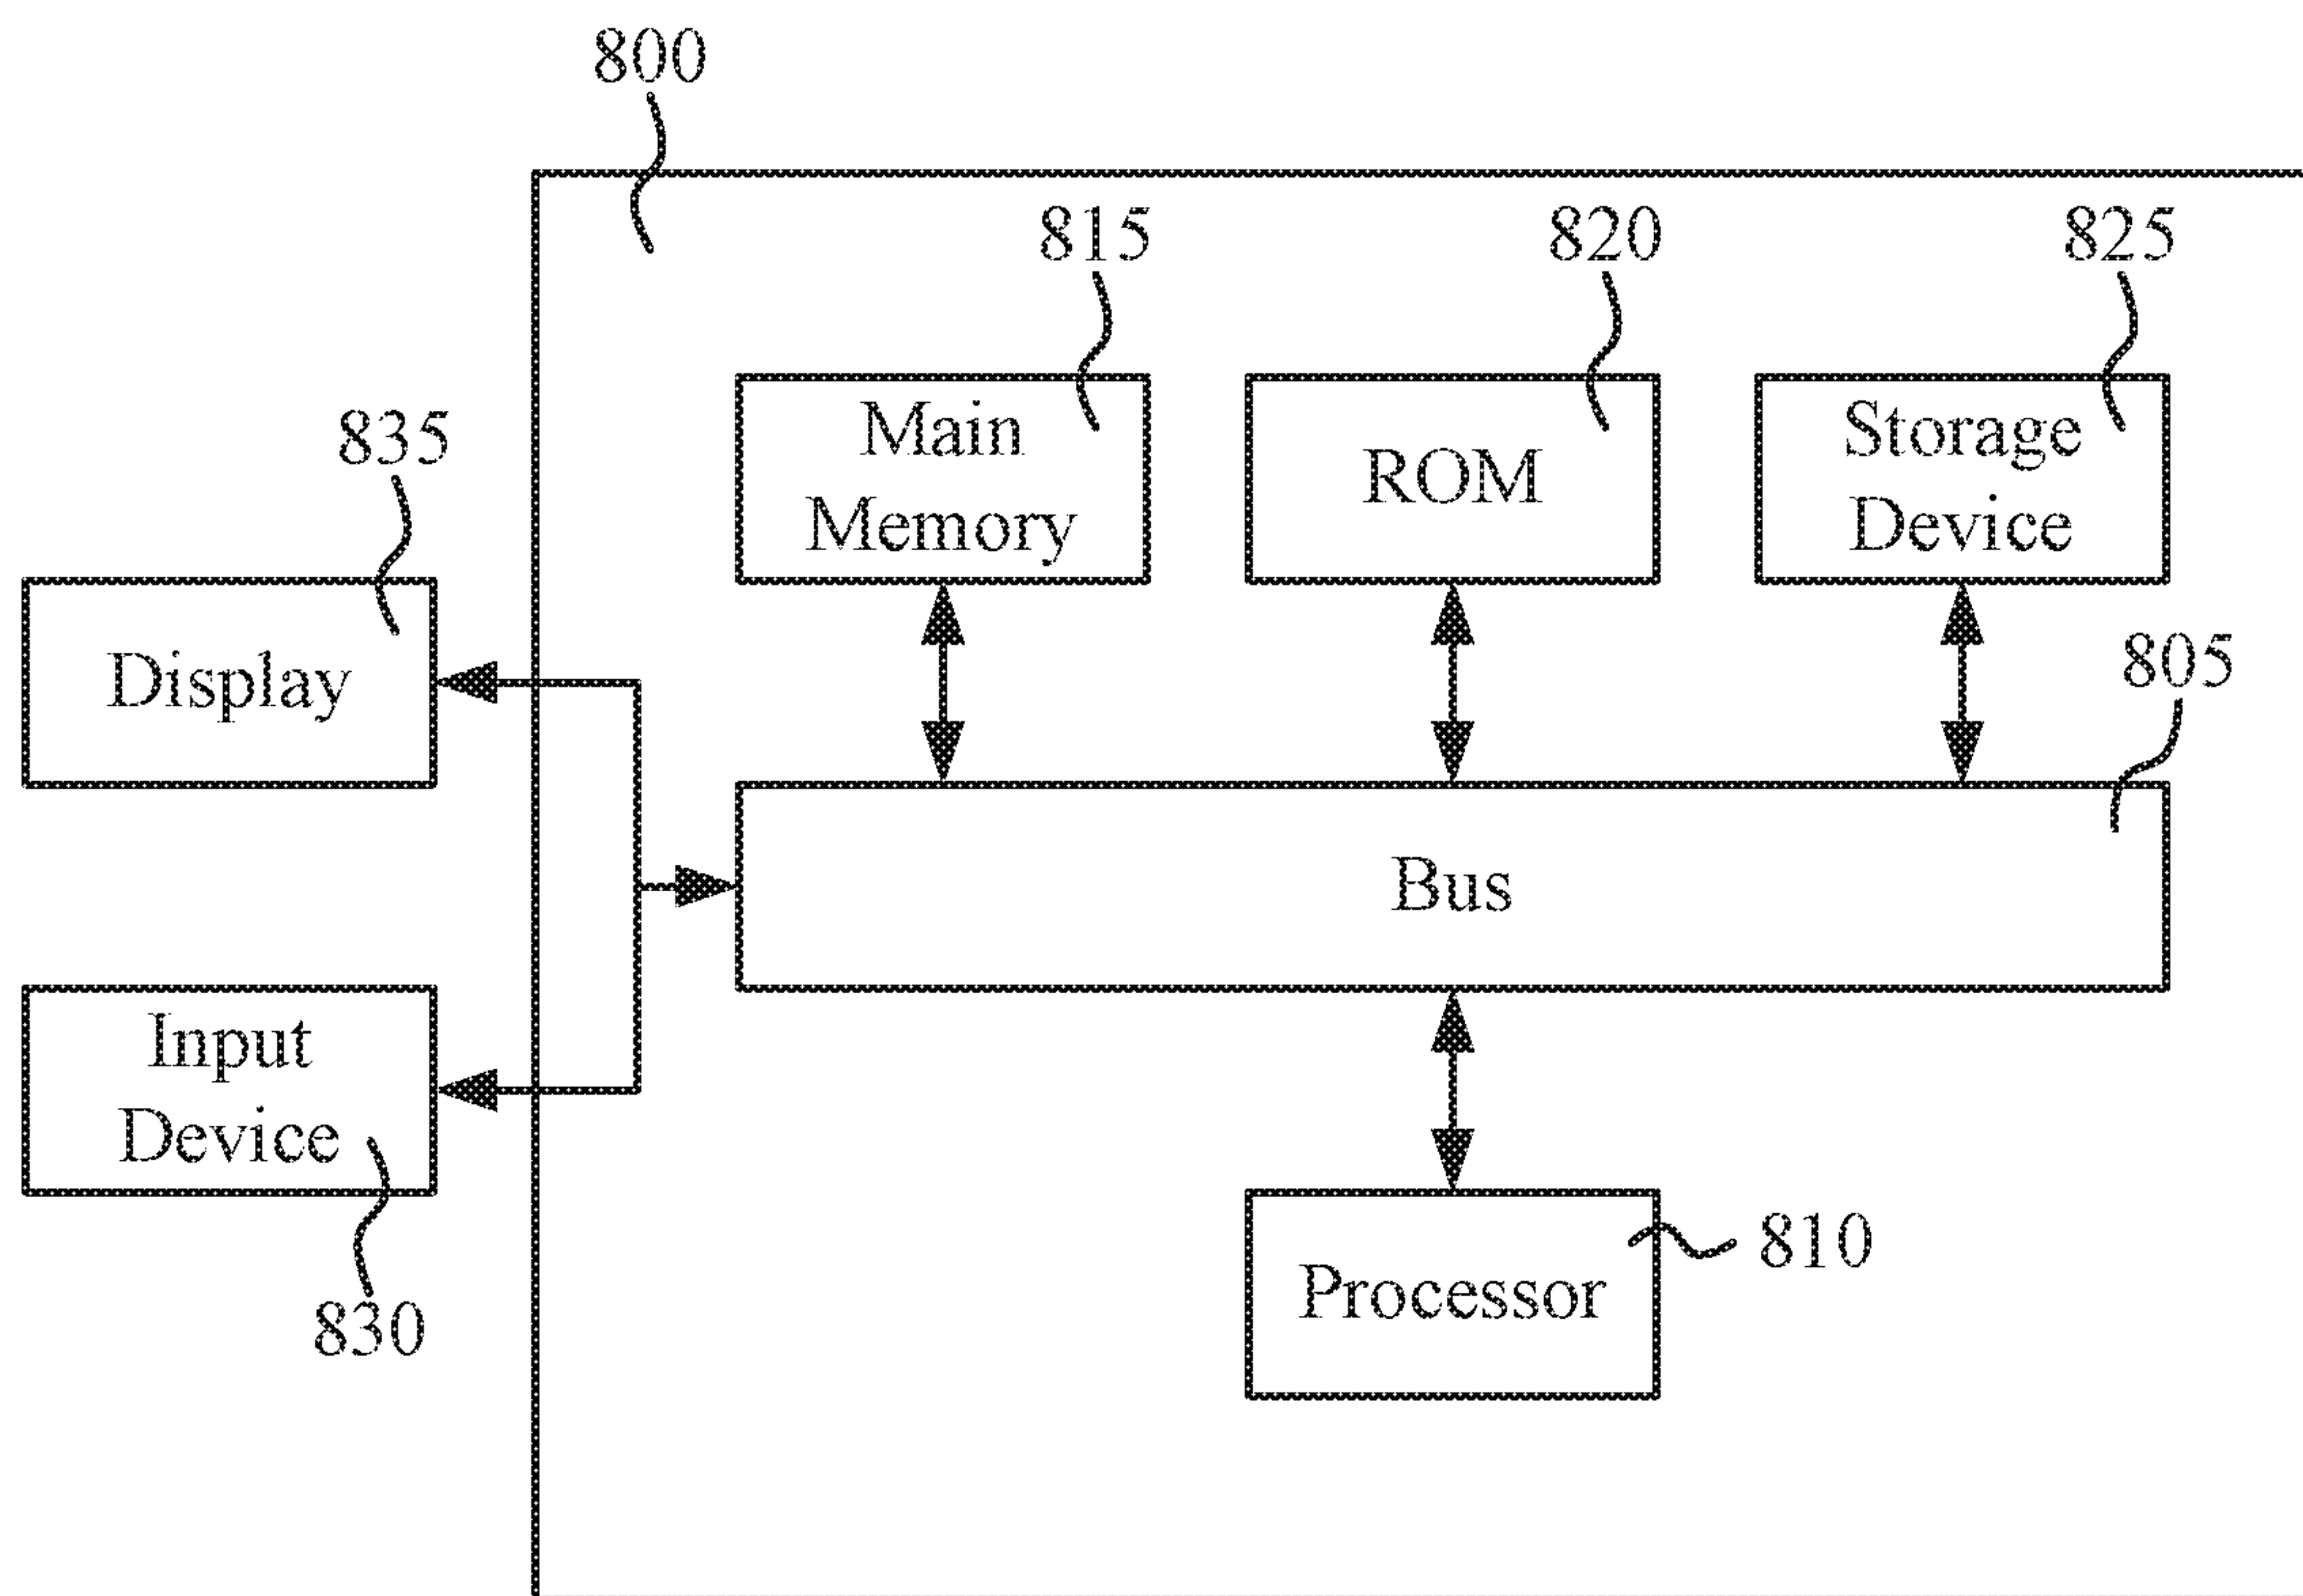 800
815
820
825
835
Main
Memory
ROM
Storage
Device
Display
805
Bus
Input
Device
830
Processor
810